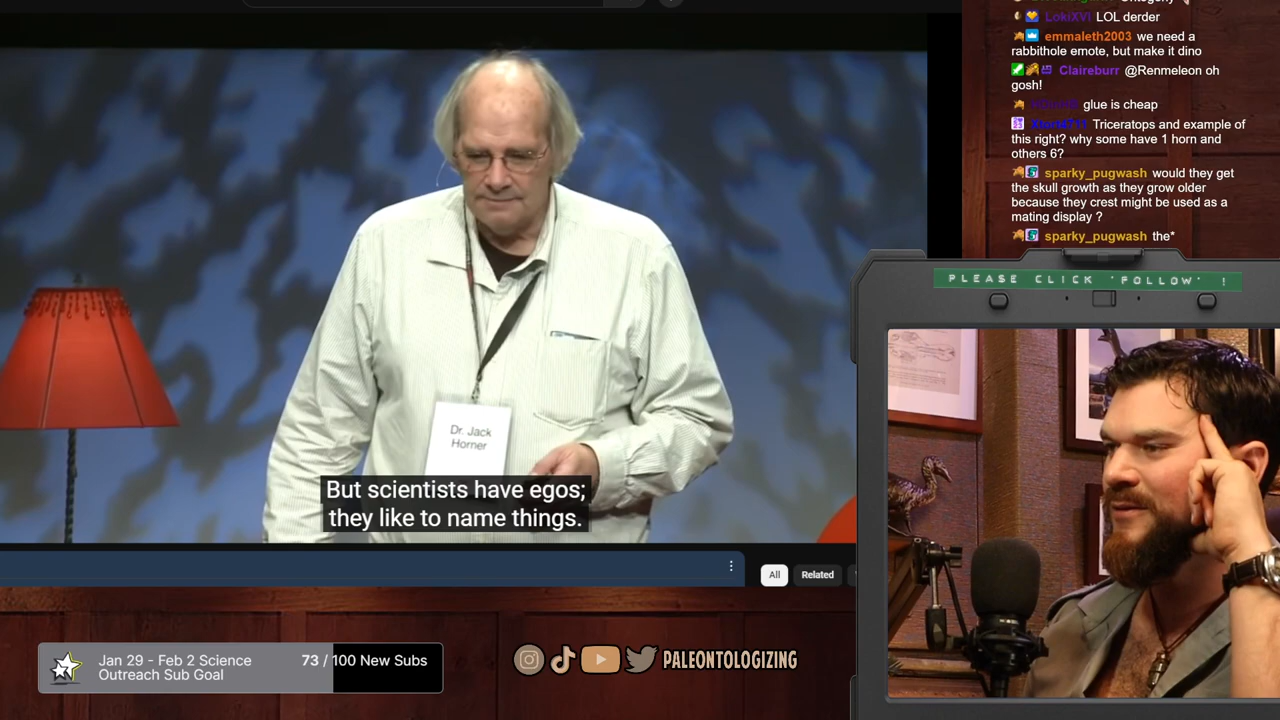 LokiXVI LOL derder
emmaleth2003 we need a
rabbithole emote, but make it dino
Claireburr @Renmeleon oh
gosh!
glue is cheap
Triceratops and example of
this right? why some have 1 horn and
others 6?
sparky_pugwash would they get
the skull growth as they grow older
because they crest might be used as a
mating display ?
sparky_pugwash the*
PLEASE CLICK 'FOLLOW' !
Dr. Jack
Horner
But scientists have egos;
they like to name things.
All
Related
Jan 29 - Feb 2 Science
Outreach Sub Goal
73 / 100 New Subs
PALEONTOLOGIZING